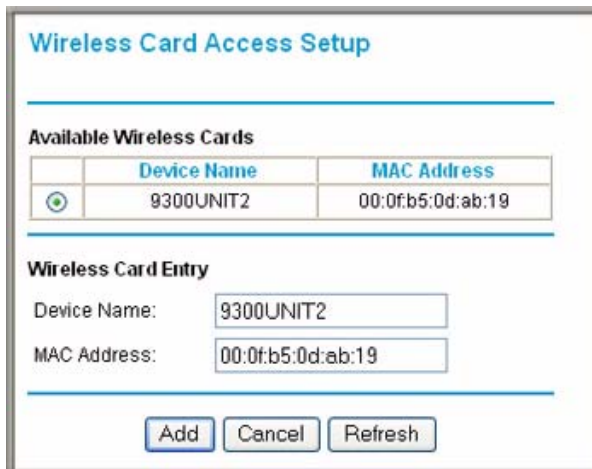 Wireless Card Access Setup
Available Wireless Cards
Device Name MAC Address
9300UNIT2 00:0f:b5:0d:ab:19
Wireless Card Entry
Device Name: 9300UNIT2
MAC Address: 00:0f:b5:0d:ab:19
Add Cancel Refresh